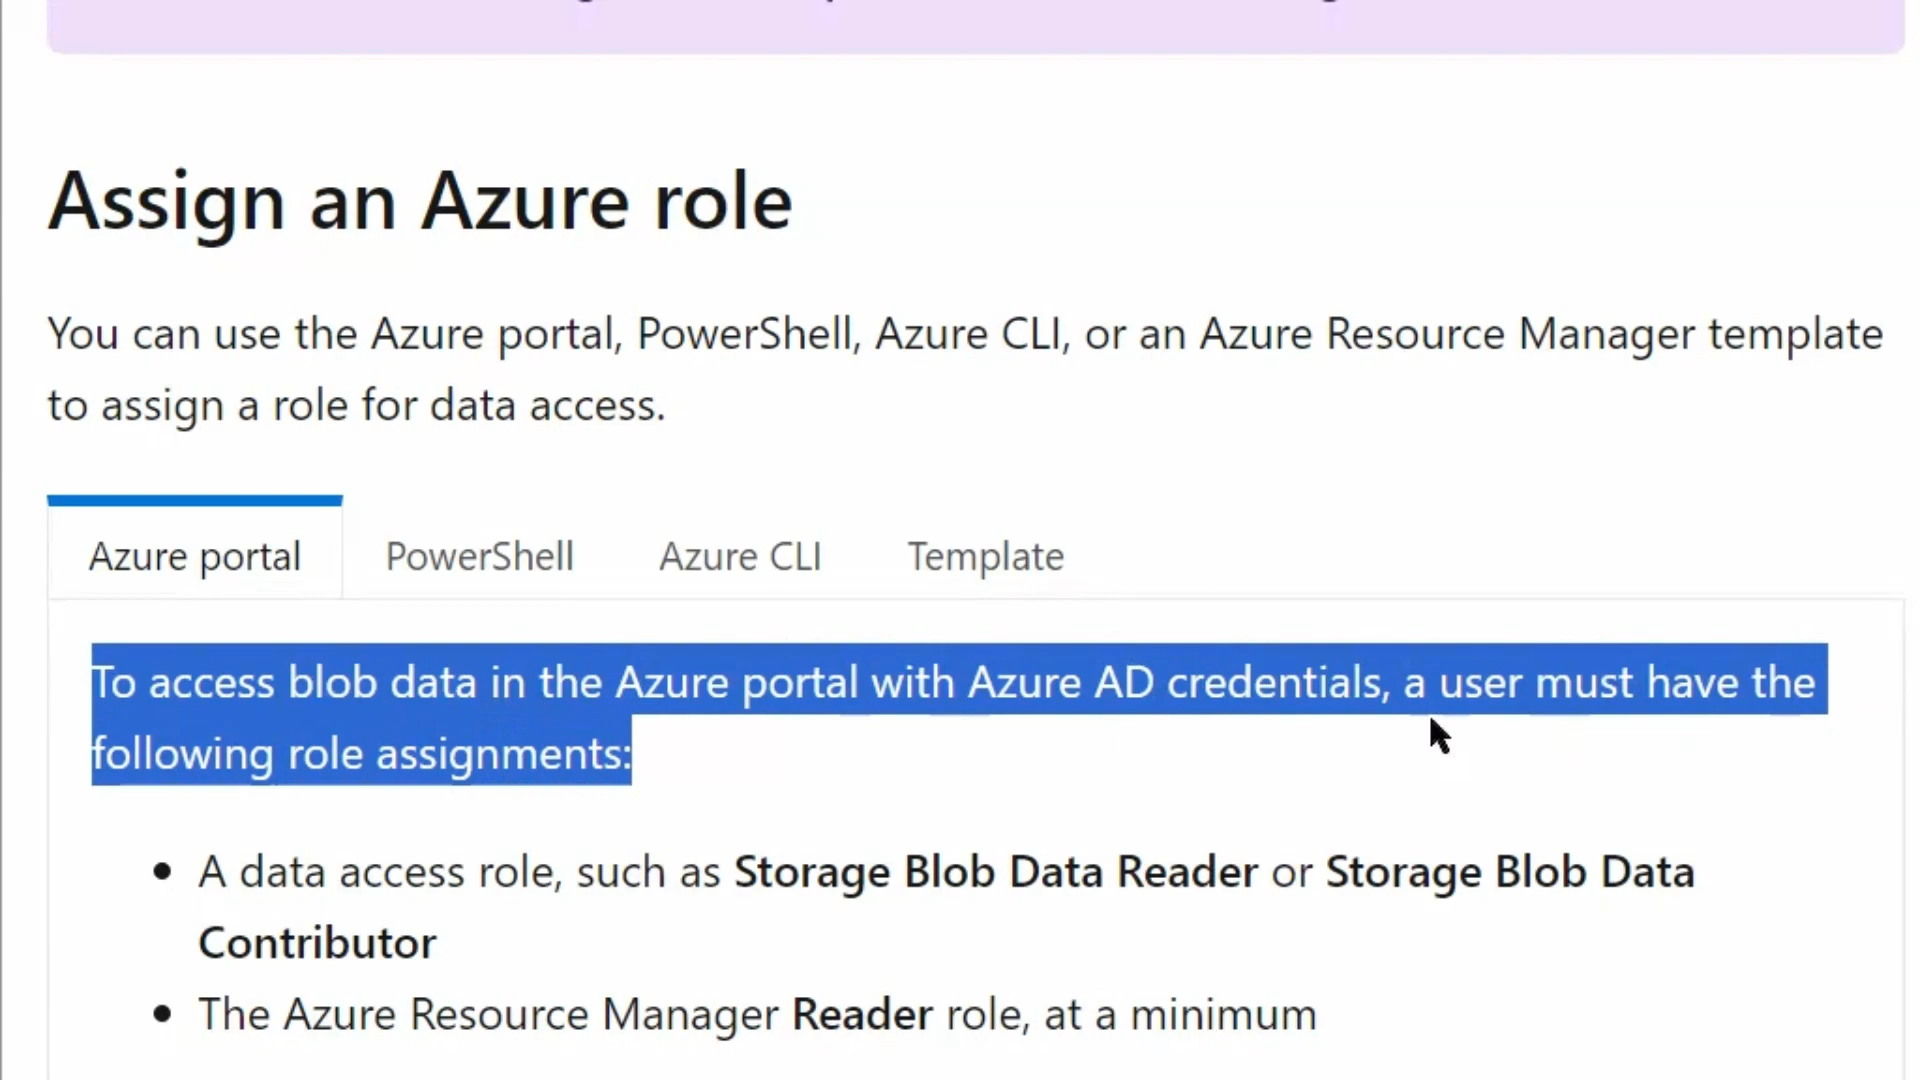 Assign an Azure role
You can use the Azure portal, PowerShell, Azure CLI, or an Azure Resource Manager template
to assign a role for data access.
Azure portal
PowerShell
Azure CLI
Template
To access blob data in the Azure portal with Azure AD credentials, a user must have the
following role assignments:
A data access role, such as Storage Blob Data Reader or Storage Blob Data
Contributor
The Azure Resource Manager Reader role, at a minimum